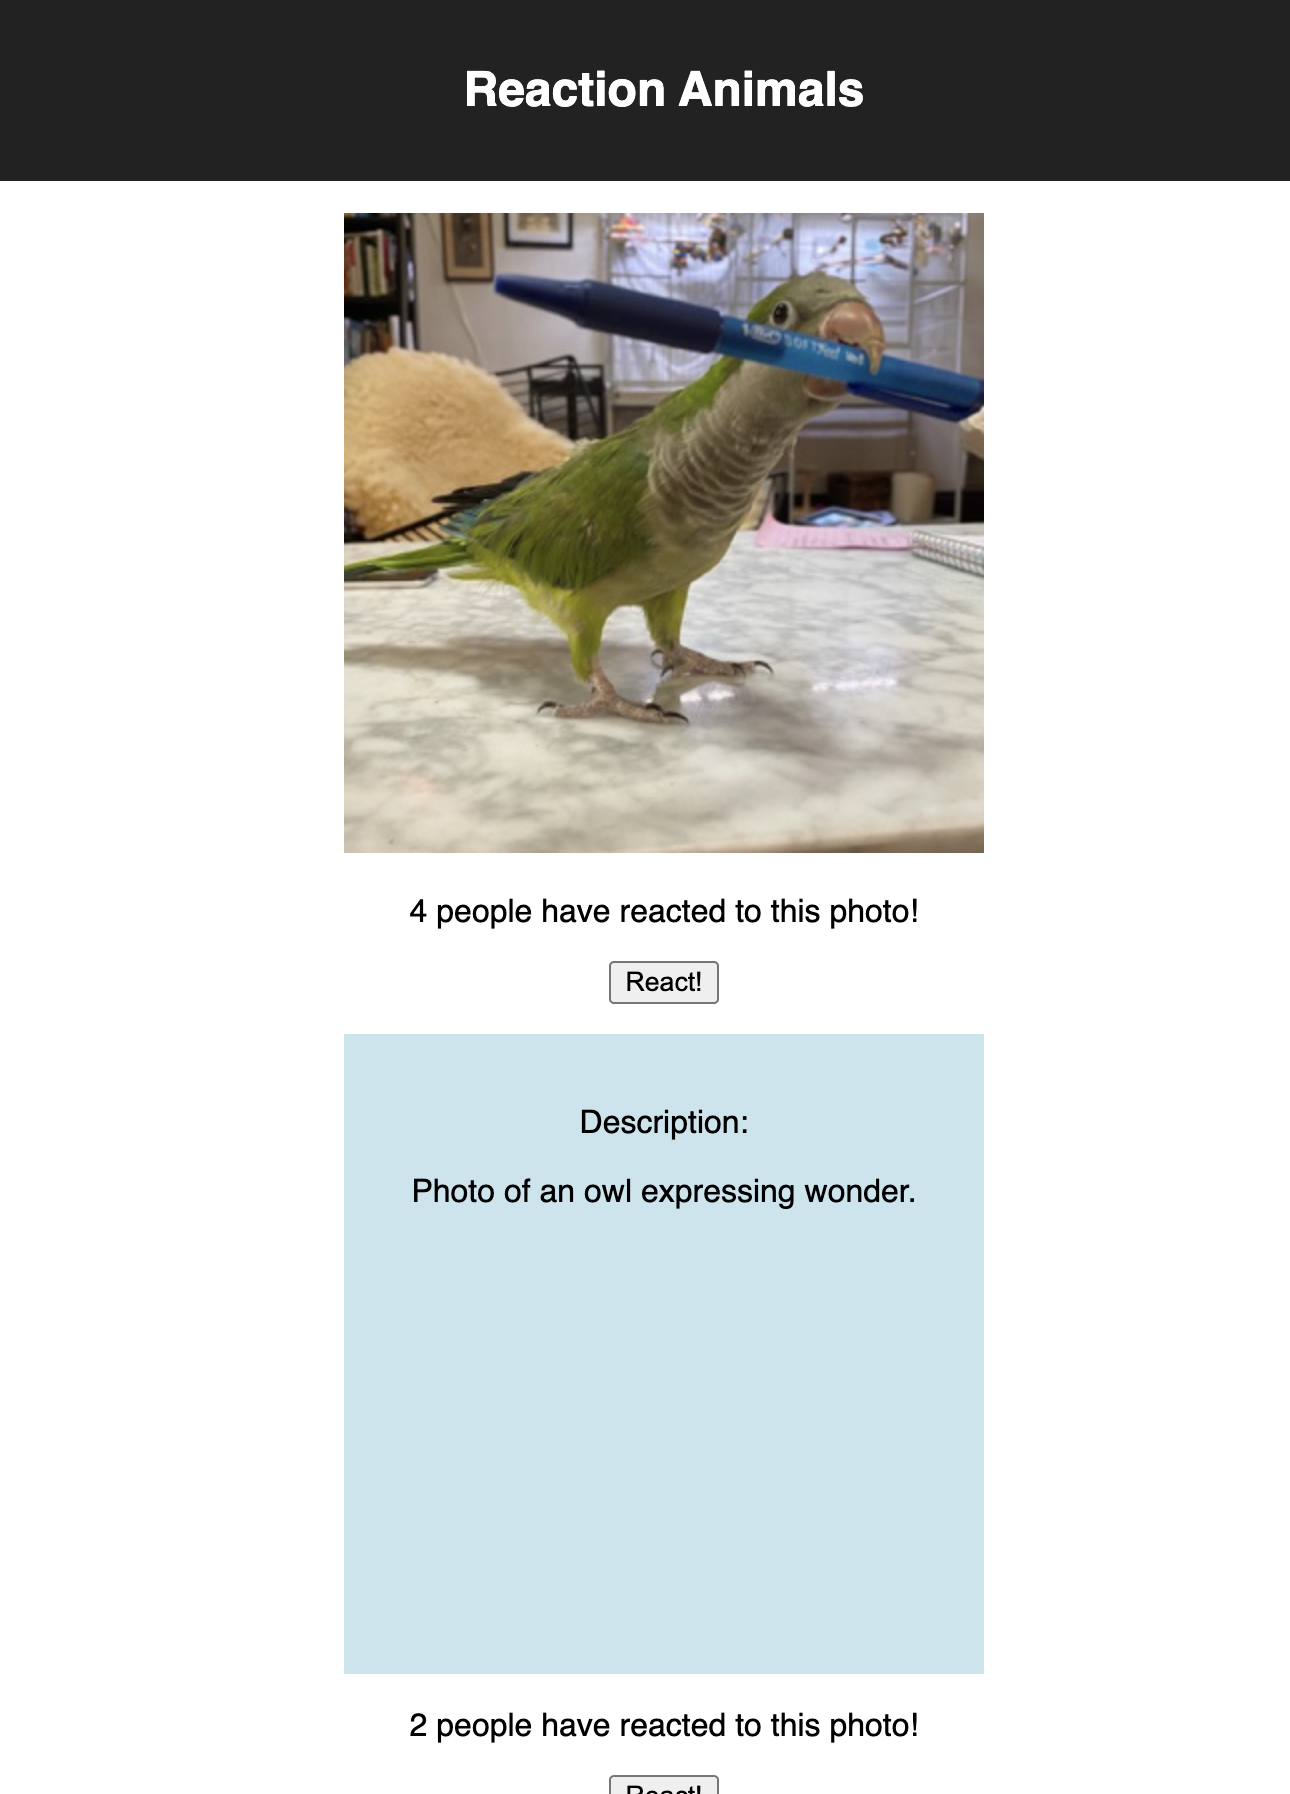 Reaction Animals
4 people have reacted to this photo!
React!
Description:
Photo of an owl expressing wonder.
2 people have reacted to this photo!
React!